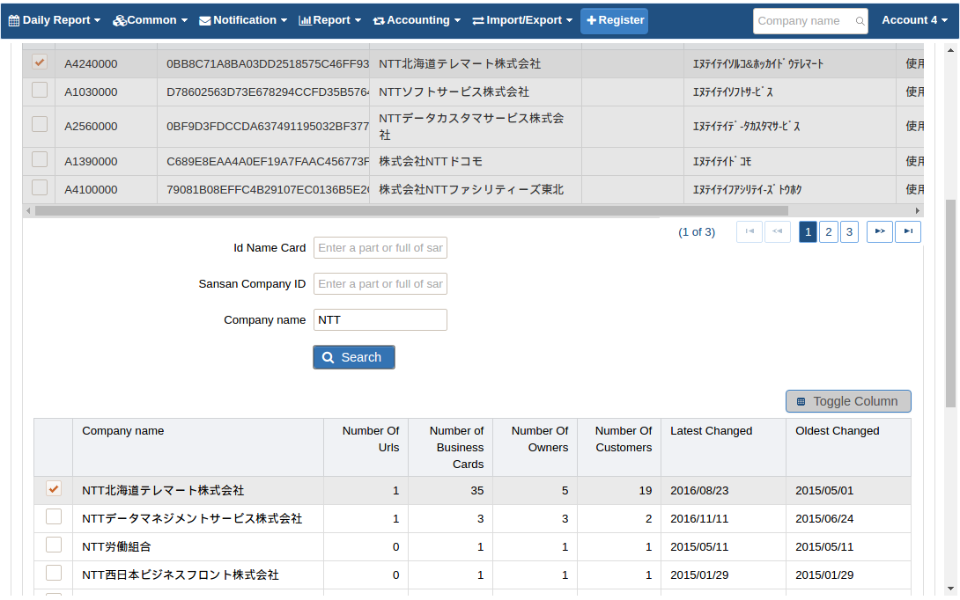 Daily Report Common Notification Report Accounting Import/Export Register Company name Account 4
A4240000 0BB8C71A8BA03DD2518575C46FF93 NTT北海道テレマート株式会社 ｴﾇﾃｲﾃｲｿﾙｺ&ﾎｯｶｲﾄﾞｳﾃﾚﾏｰﾄ 使用
A1030000 D78602563D73E678294CCFD35B576 NTTソフトサービス株式会社 ｴﾇﾃｲﾃｲｿﾌﾄｻｰﾋﾞｽ 使用
A2560000 0BF9D3FDCCDA637491195032BF377 NTTデータカスタマサービス株式会社 ｴﾇﾃｲﾃｲﾃﾞｰﾀｶｽﾀﾏｻｰﾋﾞｽ 使用
A1390000 C689E8EAA4A0EF19A7FAAC456773F 株式会社NTTドコモ ｴﾇﾃｲﾃｲﾄﾞｺﾓ 使用
A4100000 79081B08EFFC4B29107EC0136B5E2 株式会社NTTファシリティーズ東北 ｴﾇﾃｲﾃｲﾌｱｼﾘﾃｲｰｽﾞﾄｳﾎｸ 使用
(1 of 3) 1 2 3
Id Name Card Enter a part or full of sar
Sansan Company ID Enter a part or full of sar
Company name NTT
Search
Toggle Column
Company name Number Of Urls Number of Business Cards Number Of Owners Number Of Customers Latest Changed Oldest Changed
NTT北海道テレマート株式会社 1 35 5 19 2016/08/23 2015/05/01
NTTデータマネジメントサービス株式会社 1 3 3 2 2016/11/11 2015/06/24
NTT労働組合 0 1 1 1 2015/05/11 2015/05/11
NTT西日本ビジネスフロント株式会社 0 1 1 1 2015/01/29 2015/01/29